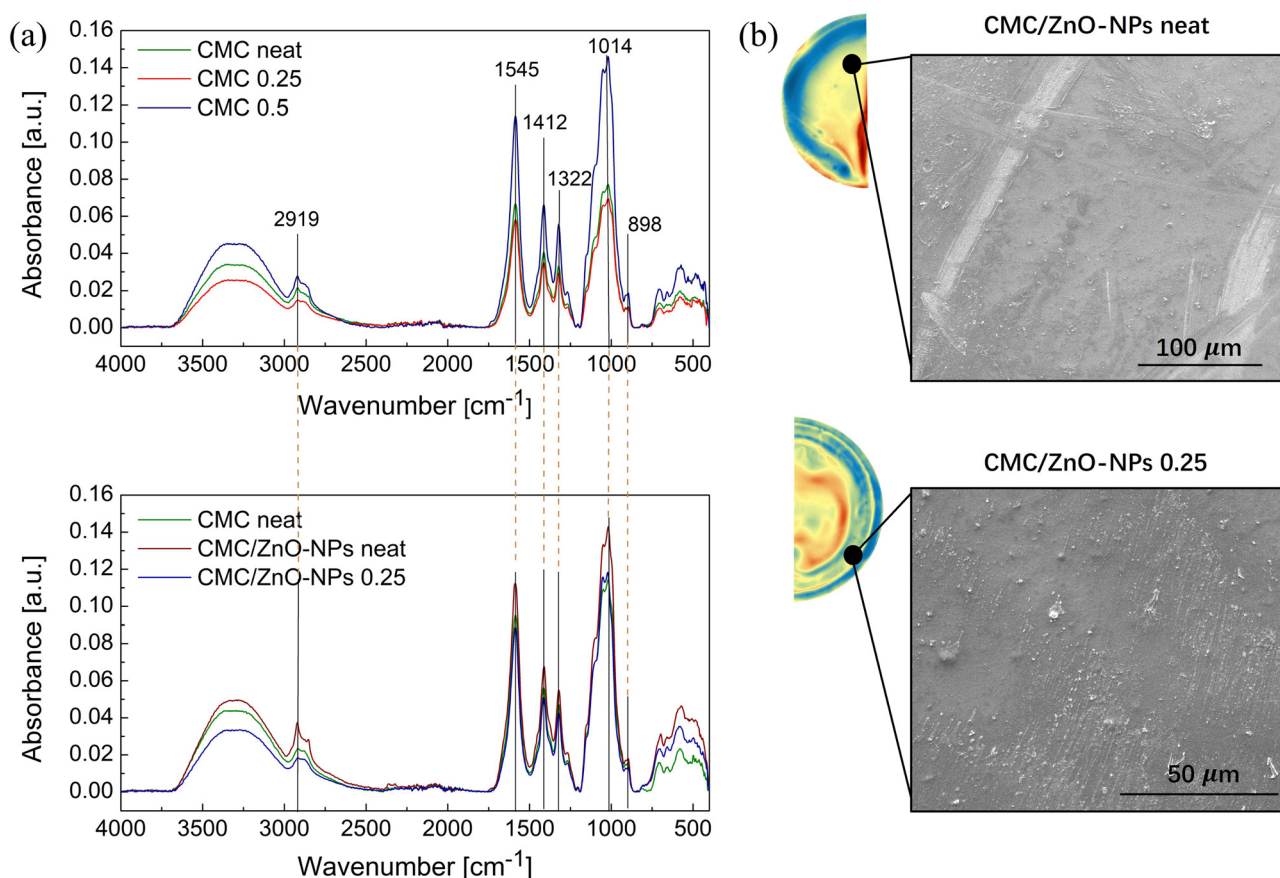 (a)
0.16
0.14
0.12
0.10
0.08
0.06
0.04
0.02
0.00
Absorbance [a.u.]
CMC neat
CMC 0.25
CMC 0.5
2919
1545
1412
1322
1014
898
4000 3500 3000 2500 2000 1500 1000 500
Wavenumber [cm-1]
0.16
0.14
0.12
0.10
0.08
0.06
0.04
0.02
0.00
Absorbance [a.u.]
CMC neat
CMC/ZnO-NPs neat
CMC/ZnO-NPs 0.25
4000 3500 3000 2500 2000 1500 1000 500
Wavenumber [cm-1]
(b)
CMC/ZnO-NPs neat
100 μm
CMC/ZnO-NPs 0.25
50 μm